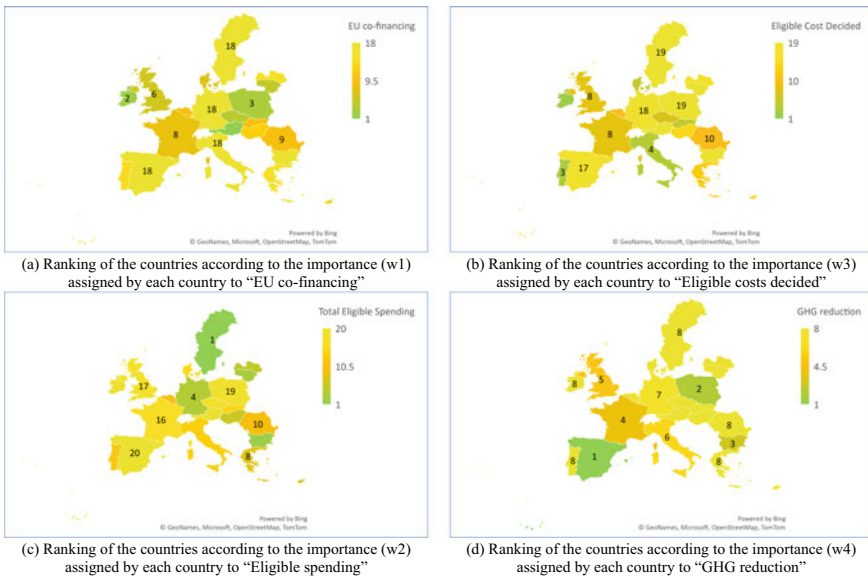 EU co-financing
18
9.5
1
18
2
6
18
3
8
9
18
18
Powered by Bing
© GeoNames, Microsoft, OpenStreetMap, TomTom
(a) Ranking of the countries according to the importance (w1)
assigned by each country to “EU co-financing”
Eligible Cost Decided
19
10
1
19
8
18
19
8
10
4
3
17
Powered by Bing
© GeoNames, Microsoft, OpenStreetMap, TomTom
(b) Ranking of the countries according to the importance (w3)
assigned by each country to “Eligible costs decided”
Total Eligible Spending
20
10.5
1
1
17
4
19
16
10
20
8
Powered by Bing
© GeoNames, Microsoft, OpenStreetMap, TomTom
(c) Ranking of the countries according to the importance (w2)
assigned by each country to “Eligible spending”
GHG reduction
8
4.5
1
8
8
5
7
2
4
8
6
3
8
1
8
Powered by Bing
© GeoNames, Microsoft, OpenStreetMap, TomTom
(d) Ranking of the countries according to the importance (w4)
assigned by each country to “GHG reduction”